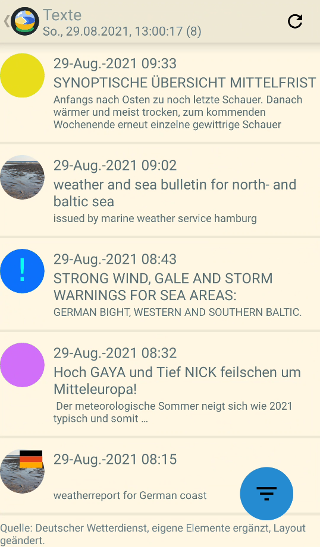 Texte
So., 29.08.2021, 13:00:17 (8)
29-Aug.-2021 09:33
SYNOPTISCHE ÜBERSICHT MITTELFRIST
Anfangs nach Osten zu noch letzte Schauer. Danach
wärmer und meist trocken, zum kommenden
Wochenende erneut einzelne gewittrige Schauer
29-Aug.-2021 09:02
weather and sea bulletin for north- and
baltic sea
issued by marine weather service hamburg
!
29-Aug.-2021 08:43
STRONG WIND, GALE AND STORM
WARNINGS FOR SEA AREAS:
GERMAN BIGHT, WESTERN AND SOUTHERN BALTIC.
29-Aug.-2021 08:32
Hoch GAYA und Tief NICK feilschen um
Mitteleuropa!
Der meteorologische Sommer neigt sich wie 2021
typisch und somit ...
29-Aug.-2021 08:15
weatherreport for German coast
Quelle: Deutscher Wetterdienst, eigene Elemente ergänzt, Layout
geändert.